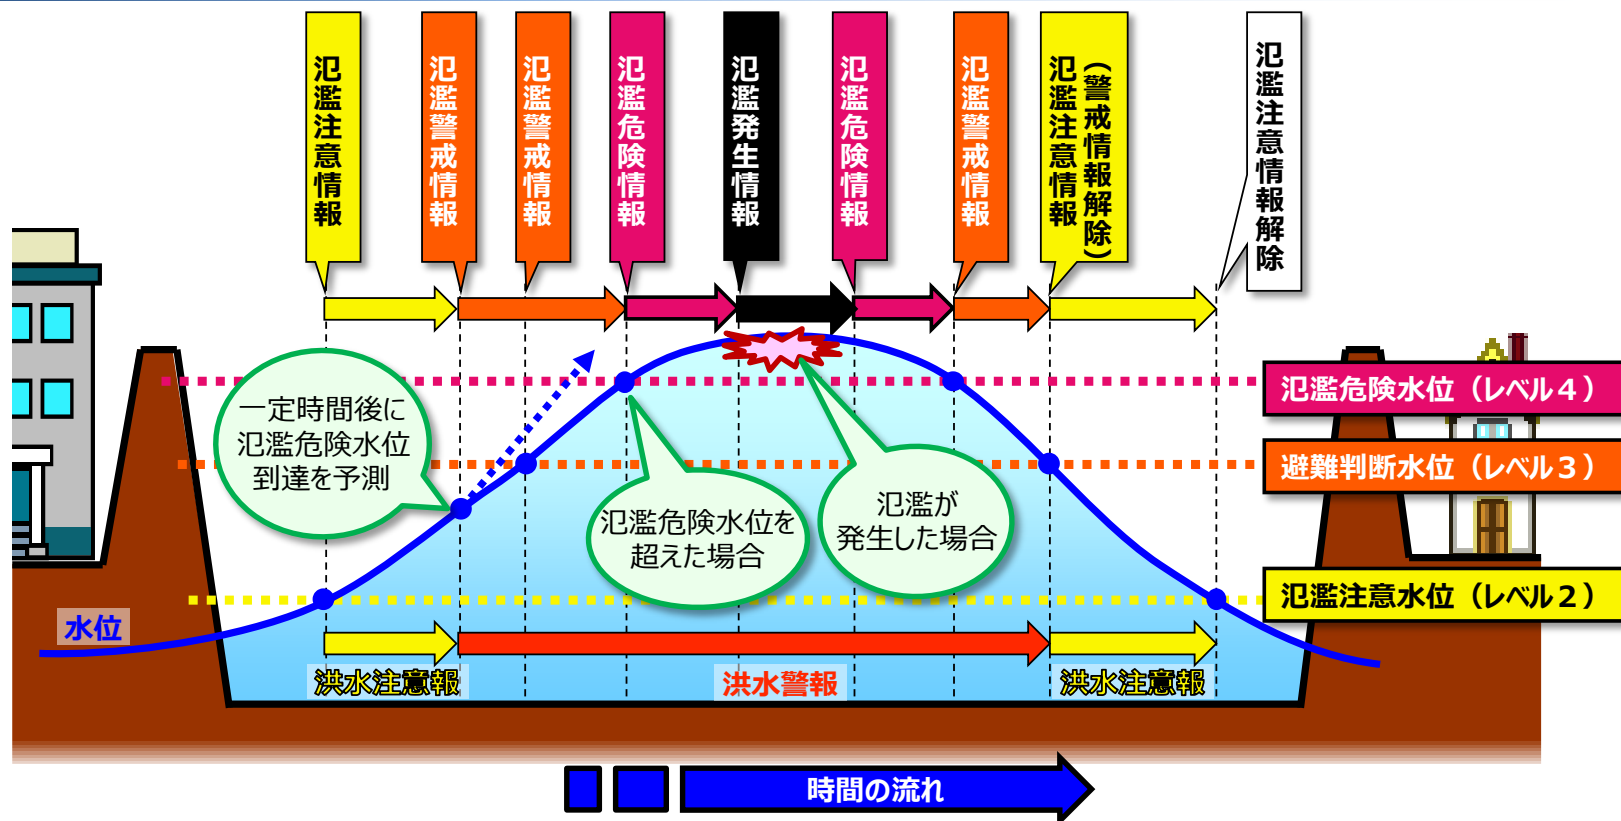 氾濫注意情報
氾濫警戒情報
氾濫警戒情報
氾濫危険情報
氾濫発生情報
氾濫危険情報
氾濫警戒情報
氾濫注意情報
（警戒情報解除）
氾濫注意情報解除
一定時間後に
氾濫危険水位
到達を予測
氾濫危険水位を
超えた場合
氾濫が
発生した場合
氾濫危険水位（レベル４）
避難判断水位（レベル３）
氾濫注意水位（レベル２）
水位
洪水注意報
洪水警報
洪水注意報
時間の流れ